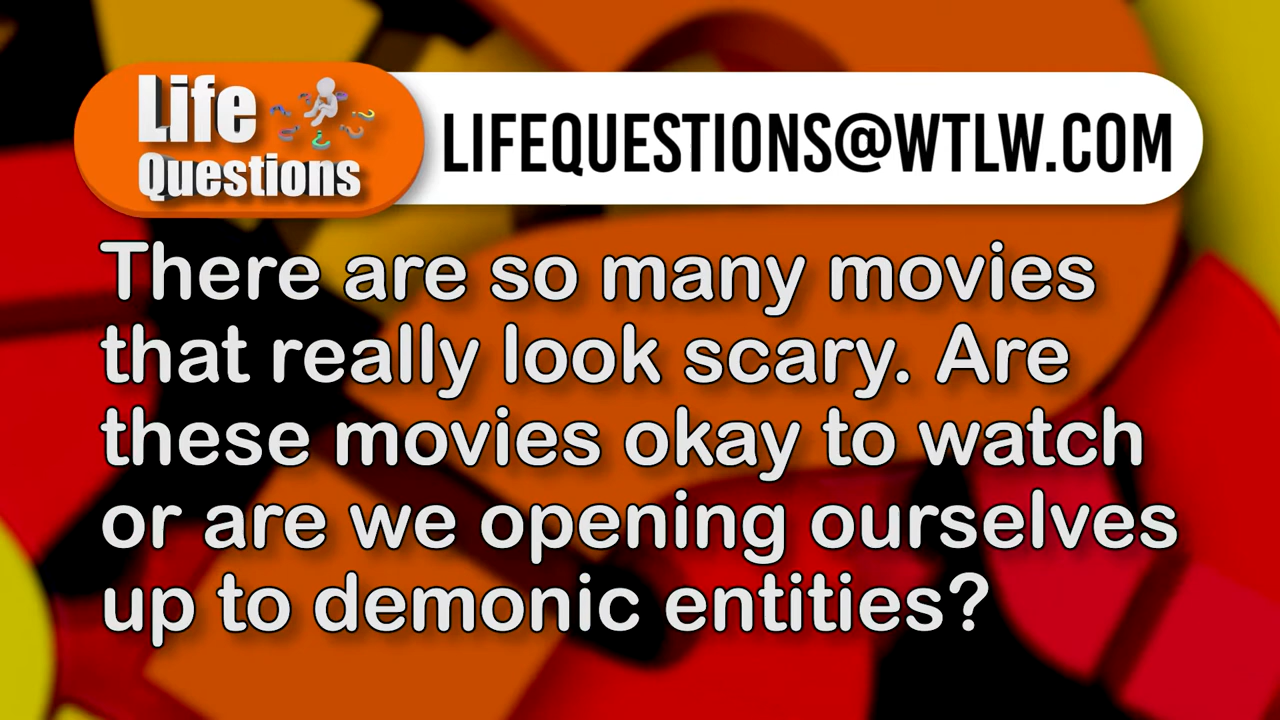 Life
Questions
LIFEQUESTIONS@WTLW.COM
There are so many movies
that really look scary. Are
these movies okay to watch
or are we opening ourselves
up to demonic entities?